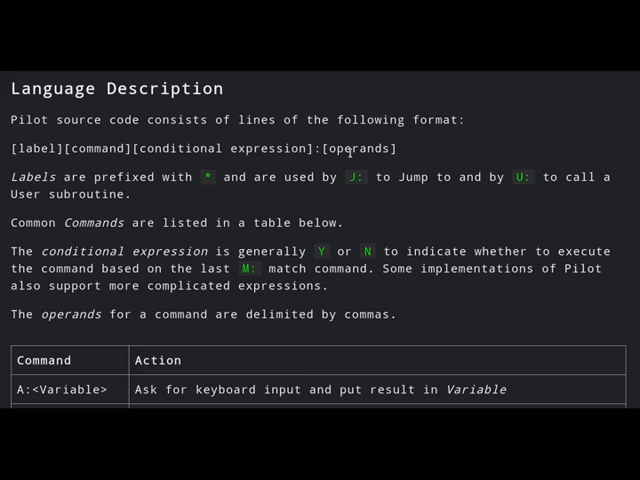 Language Description
Pilot source code consists of lines of the following format:
[label][command][conditional expression]:[operands]
Labels are prefixed with * and are used by J: to Jump to and by U: to call a
User subroutine.
Common Commands are listed in a table below.
The conditional expression is generally Y or N to indicate whether to execute
the command based on the last M: match command. Some implementations of Pilot
also support more complicated expressions.
The operands for a command are delimited by commas.
Command Action
A:<Variable> Ask for keyboard input and put result in Variable